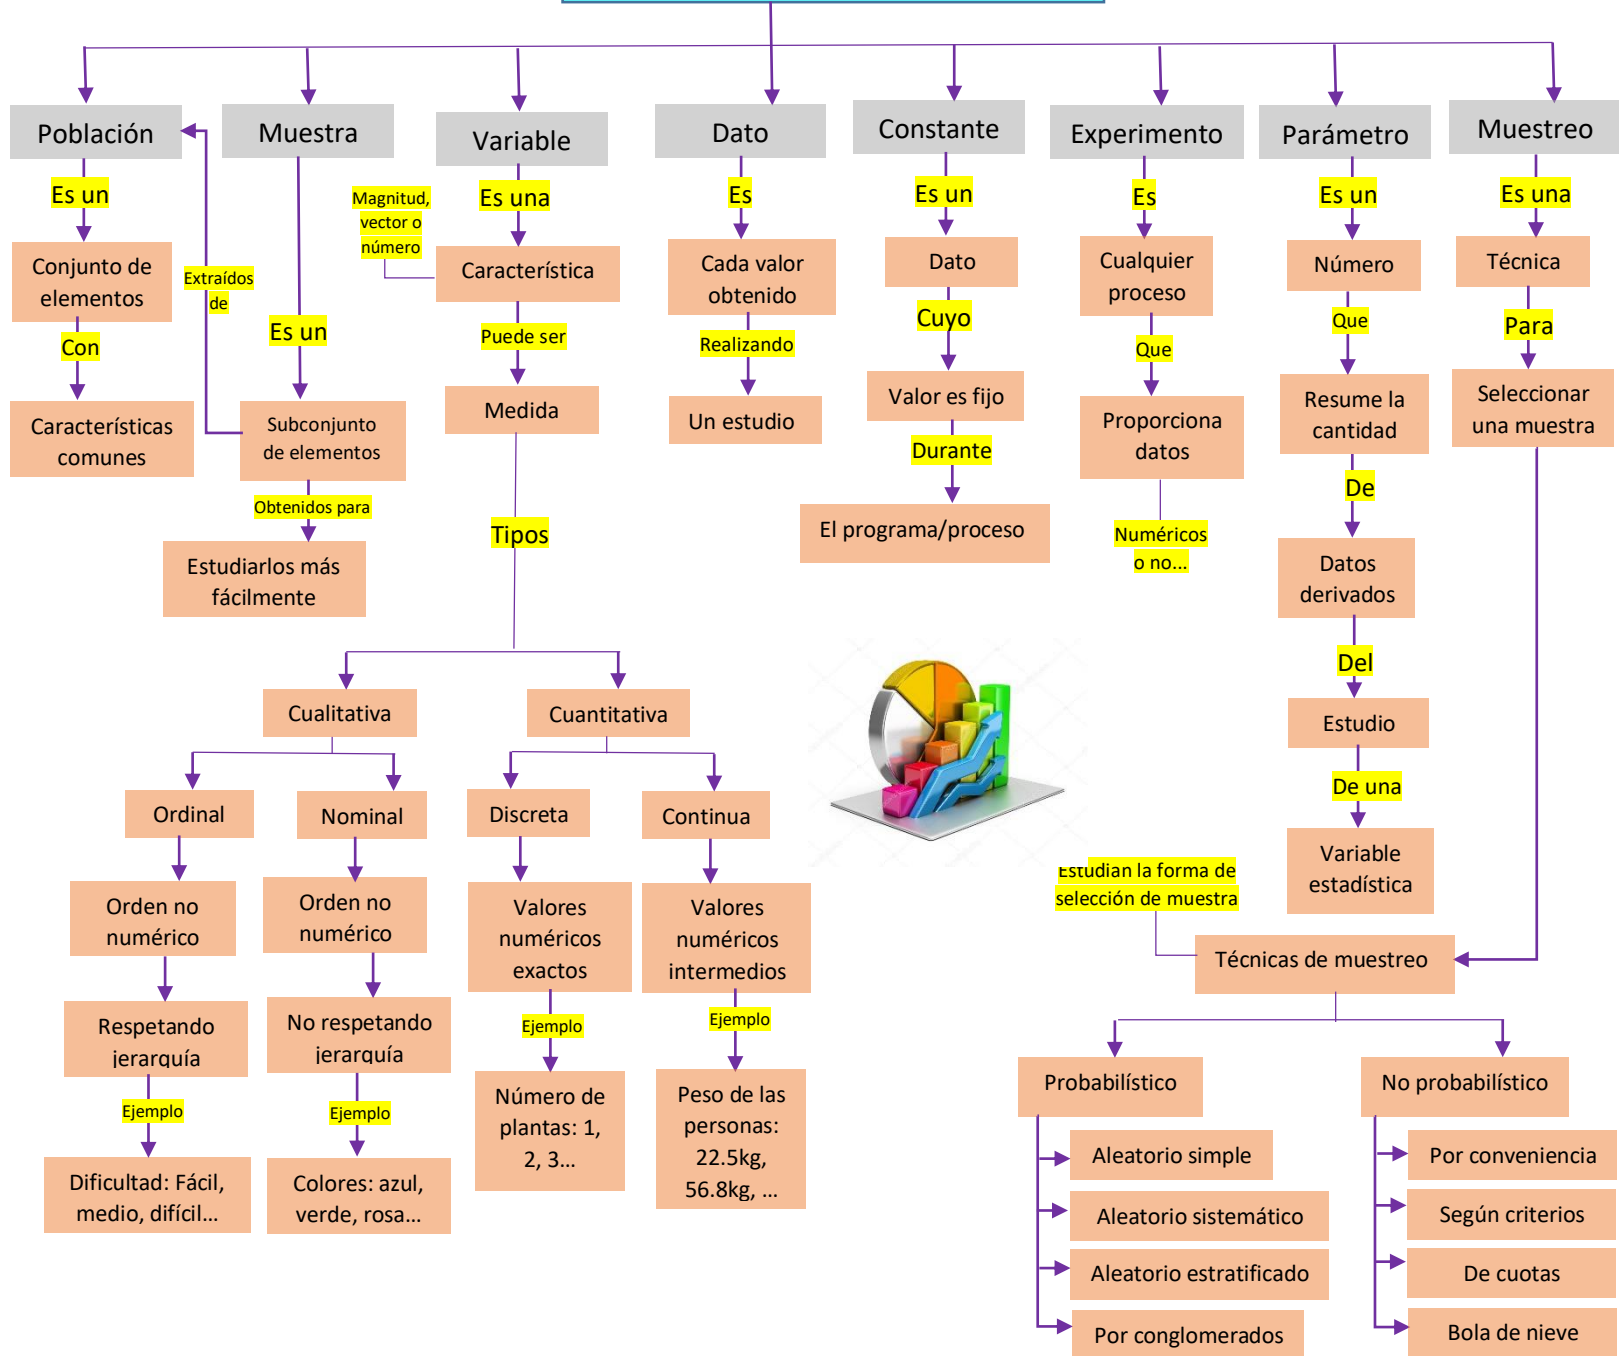 Población
Es un
Conjunto de
elementos
Con
Características
comunes
Muestra
Es un
Subconjunto
de elementos
Extraídos
de
Obtenidos para
Estudiarlos más
fácilmente
Variable
Es una
Magnitud,
vector o
número
Característica
Puede ser
Medida
Tipos
Cualitativa
Cuantitativa
Ordinal
Nominal
Discreta
Continua
Orden no
numérico
Respetando
jerarquía
Ejemplo
Dificultad: Fácil,
medio, difícil...
Orden no
numérico
No respetando
jerarquía
Ejemplo
Colores: azul,
verde, rosa...
Valores
numéricos
exactos
Ejemplo
Número de
plantas: 1,
2, 3...
Valores
numéricos
intermedios
Ejemplo
Peso de las
personas:
22.5kg,
56.8kg, ...
Dato
Es
Cada valor
obtenido
Realizando
Un estudio
Constante
Es un
Dato
Cuyo
Valor es fijo
Durante
El programa/proceso
Experimento
Es
Cualquier
proceso
Que
Proporciona
datos
Numéricos
o no...
Parámetro
Es un
Número
Que
Resume la
cantidad
De
Datos
derivados
Del
Estudio
De una
Variable
estadística
Muestreo
Es una
Técnica
Para
Seleccionar
una muestra
Técnicas de muestreo
Estudian la forma de
selección de muestra
Probabilístico
Aleatorio simple
Aleatorio sistemático
Aleatorio estratificado
Por conglomerados
No probabilístico
Por conveniencia
Según criterios
De cuotas
Bola de nieve